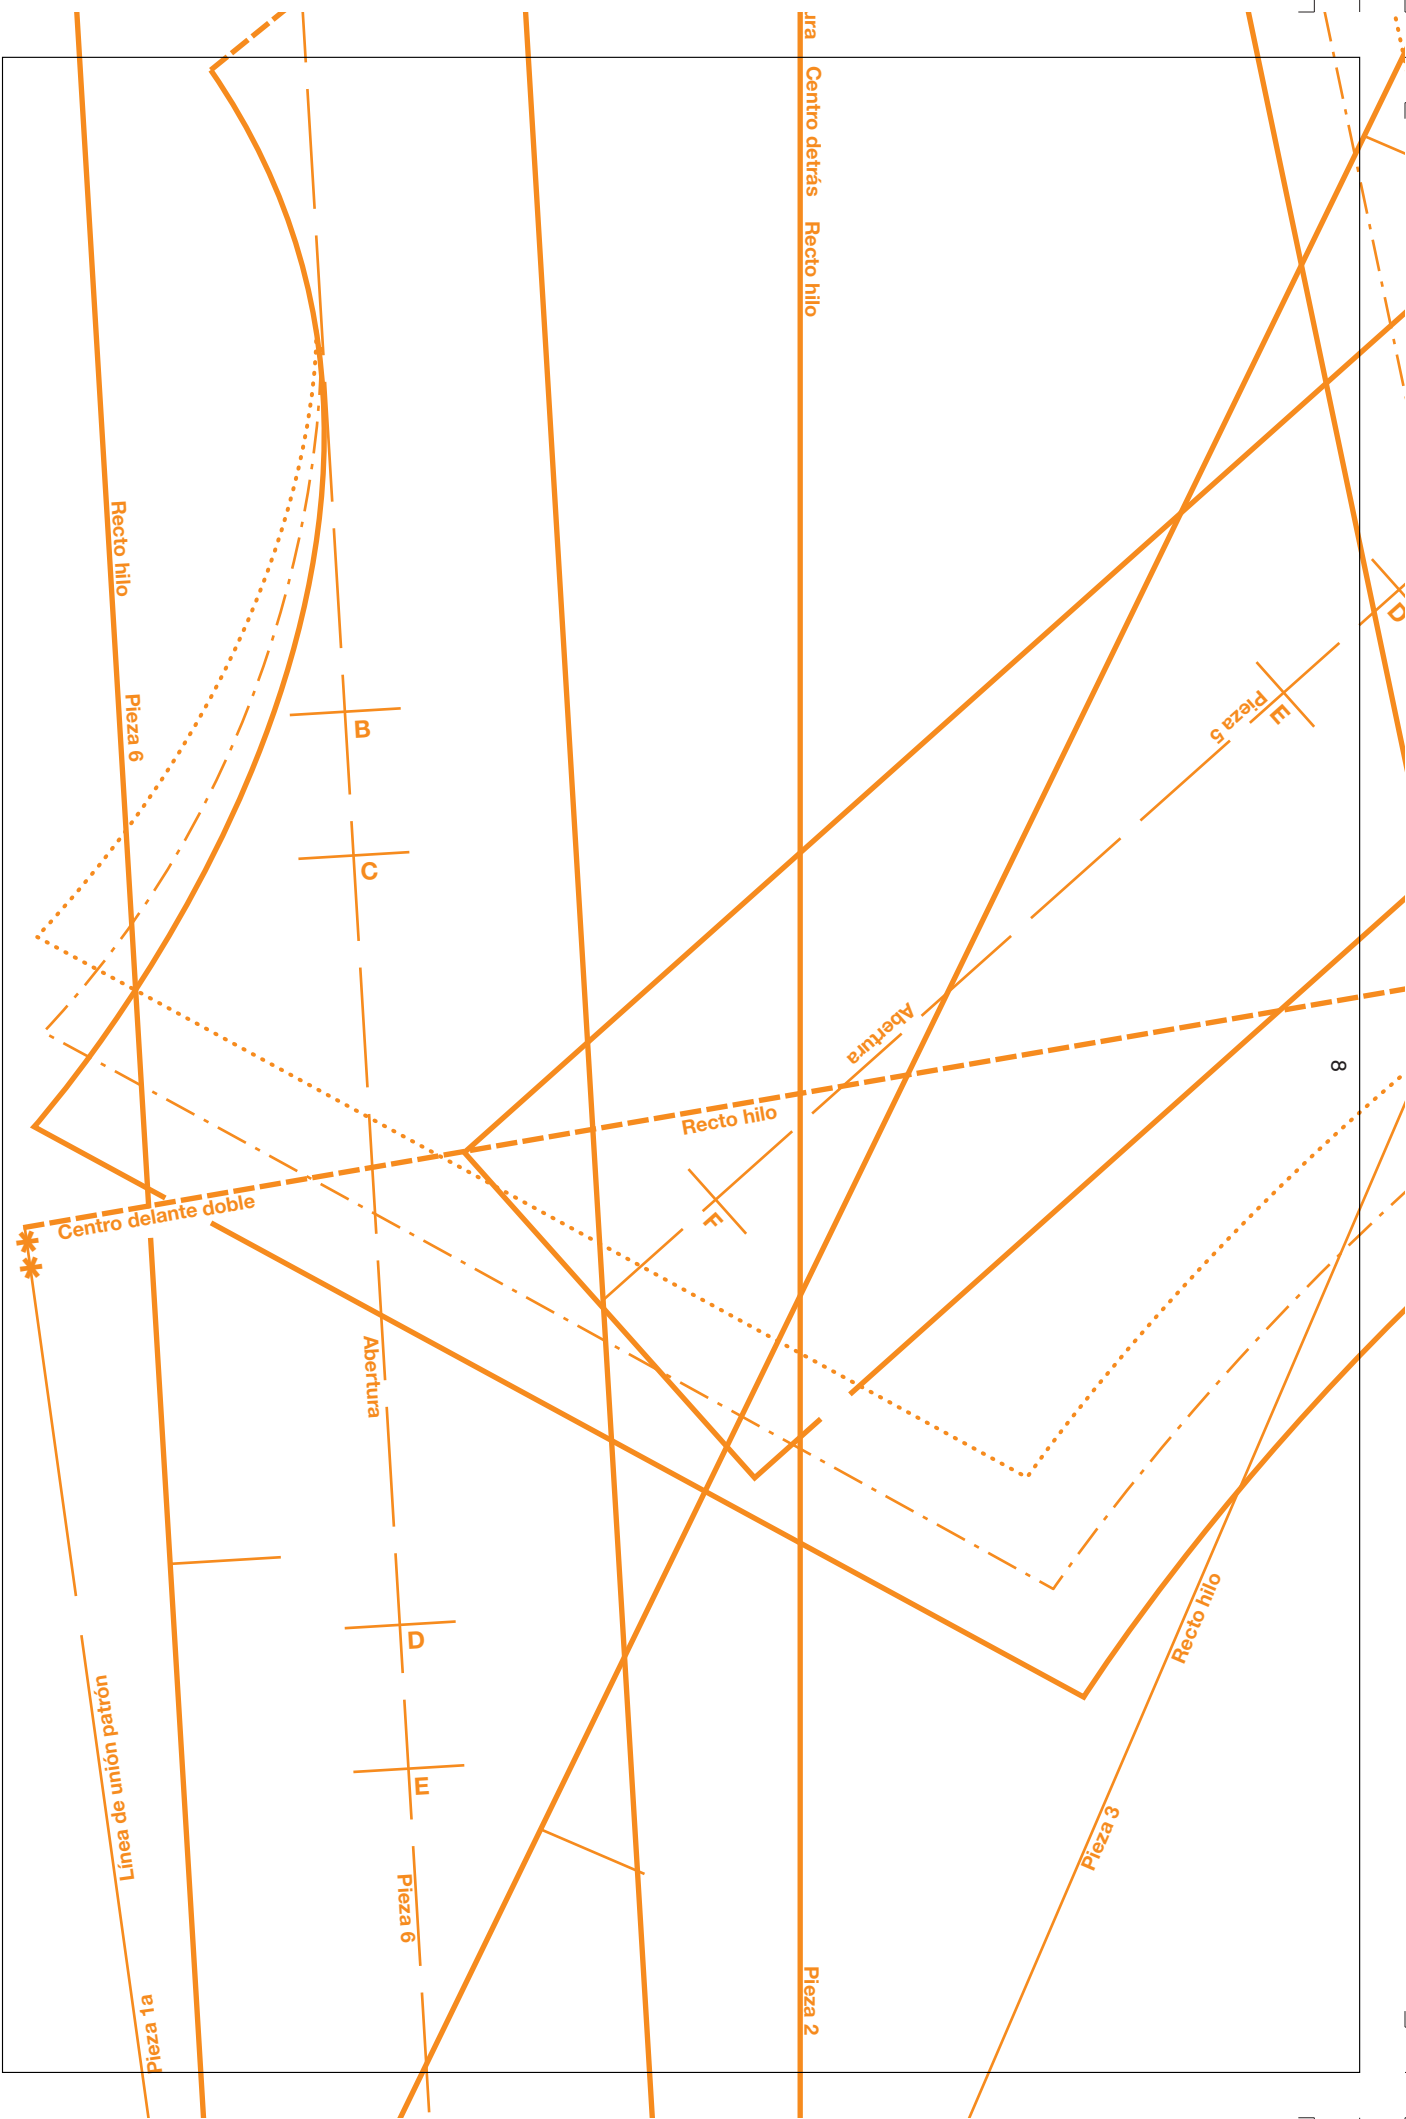 ura
Centro detrás
Recto hilo
Recto hilo
Pieza 6
B
C
D
E
Pieza 5
Abertura
8
Recto hilo
F
Centro delante doble
**
Abertura
Recto hilo
D
E
Línea de unión patrón
Pieza 3
Pieza 6
Pieza 2
Pieza 1a